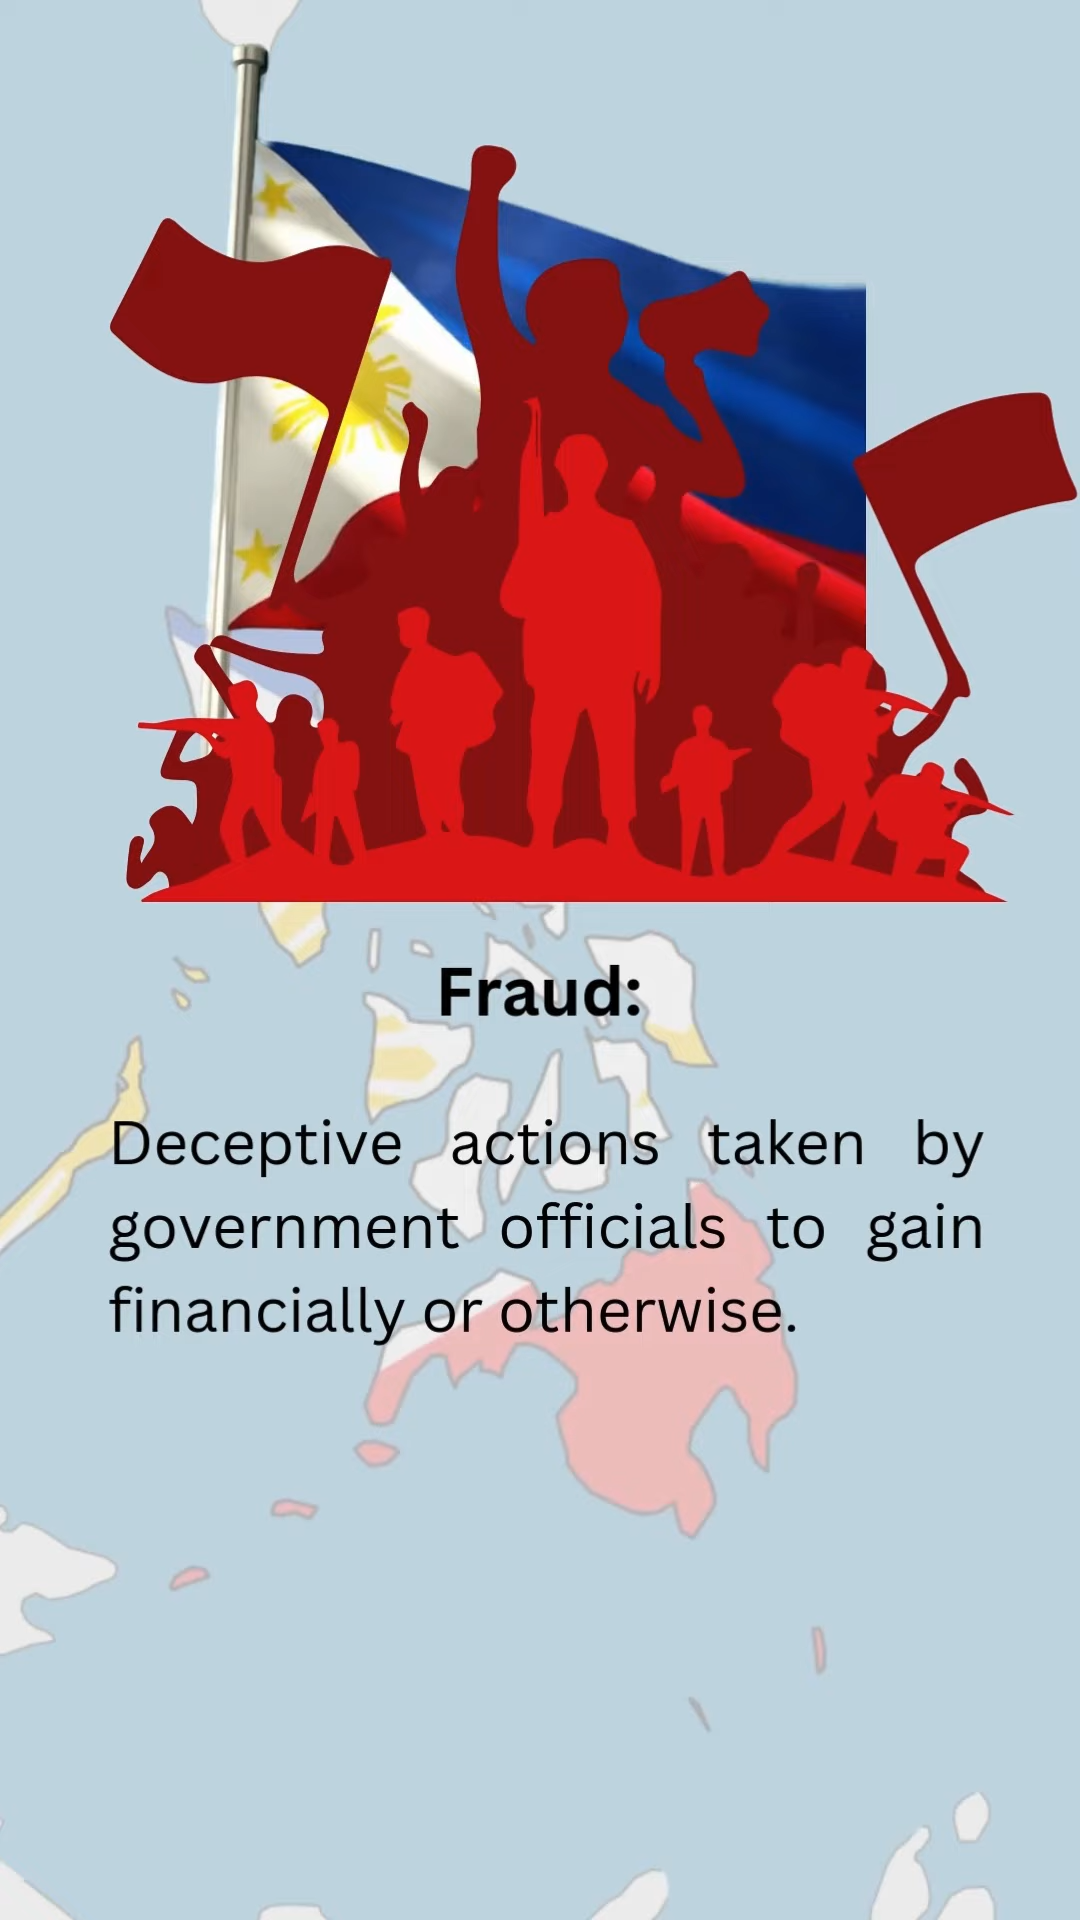 Fraud:
Deceptive actions taken by
government officials to gain
financially or otherwise.